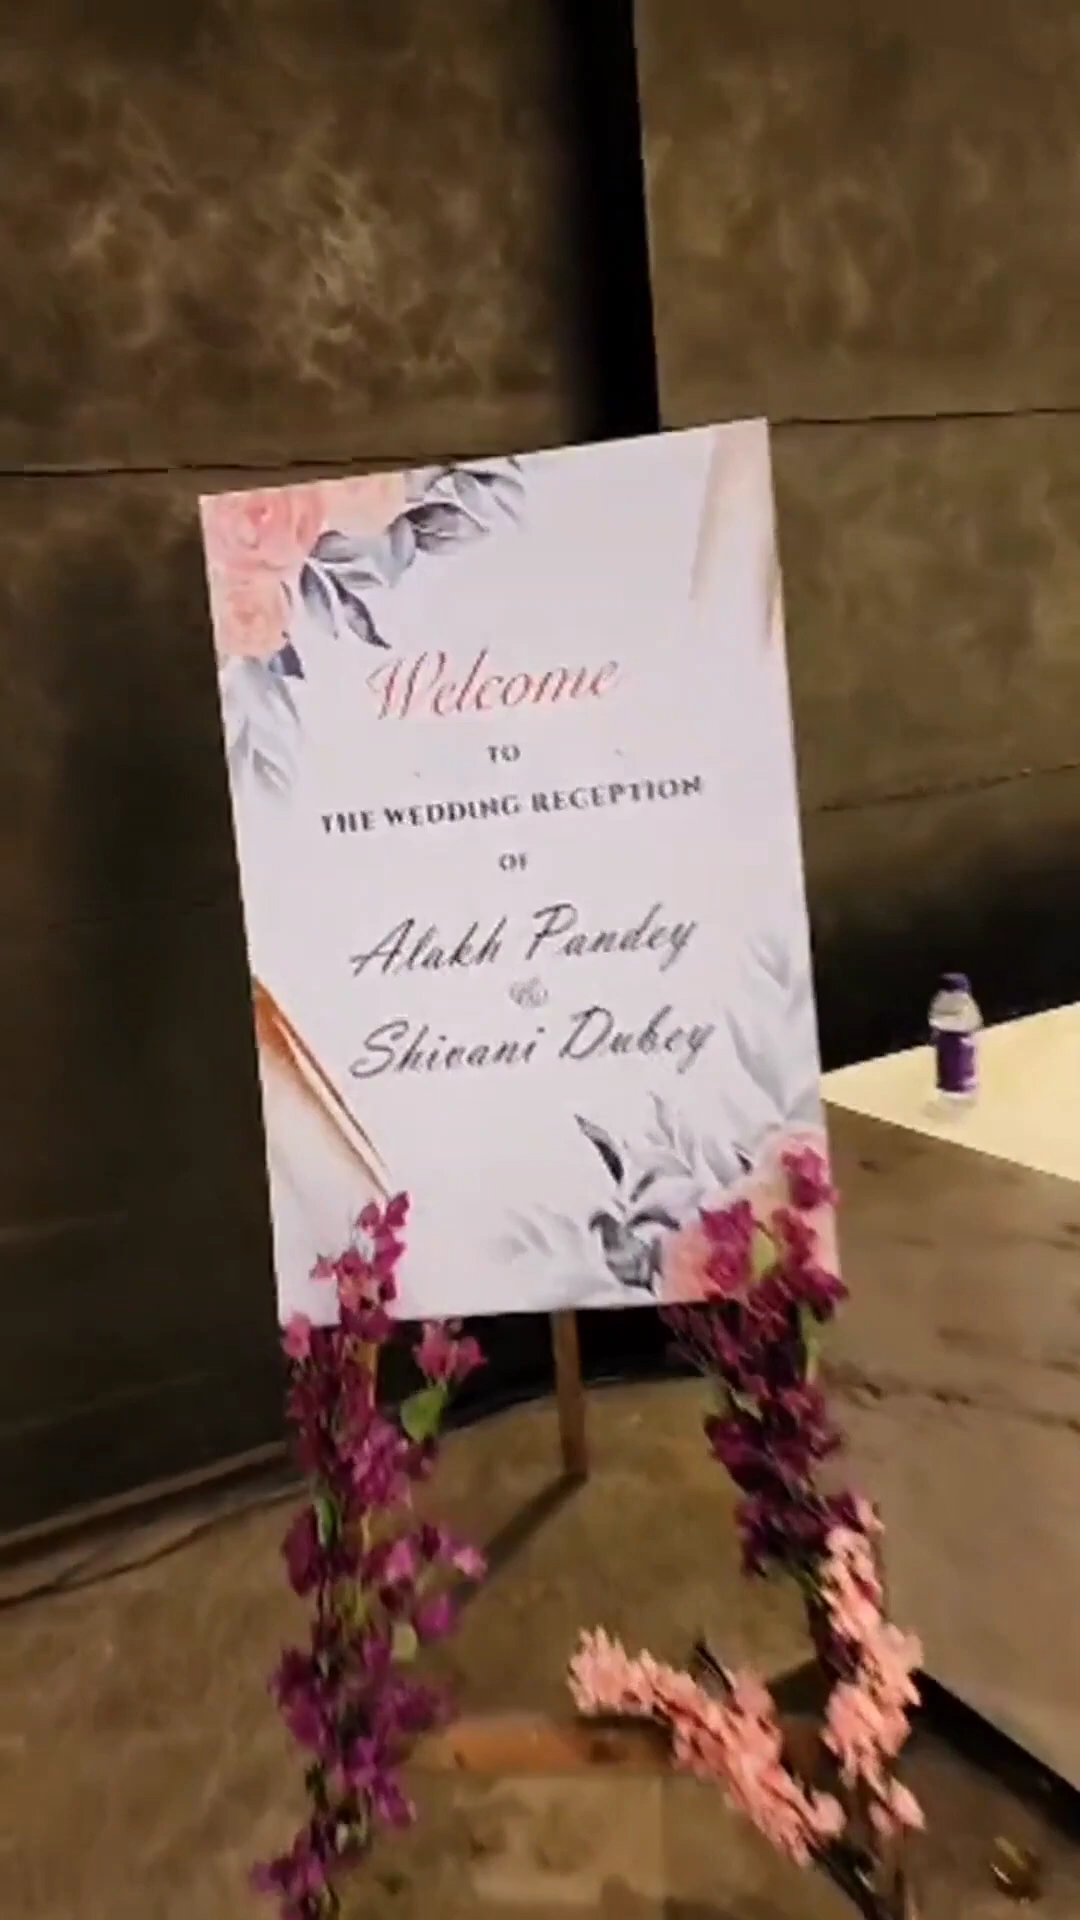 Welcome
TO
THE WEDDING RECEPTION
OF
Alakh Pandey
&
Shivani Dubey